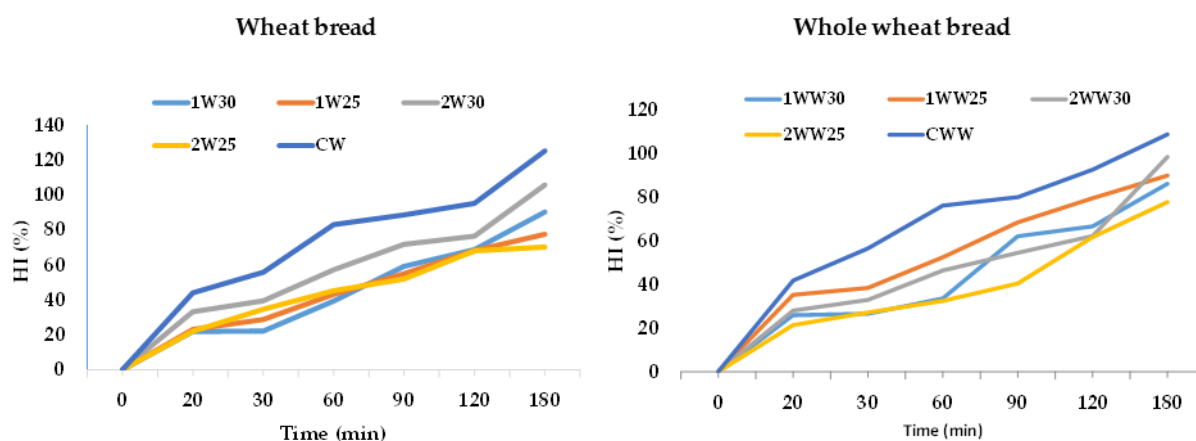 Wheat bread
1W30 1W25 2W30
2W25 CW
140
120
100
80
60
40
20
0
HI (%)
0 20 30 60 90 120 180
Time (min)
Whole wheat bread
1WW30 1WW25 2WW30
2WW25 CWW
120
100
80
60
40
20
0
HI (%)
0 20 30 60 90 120 180
Time (min)